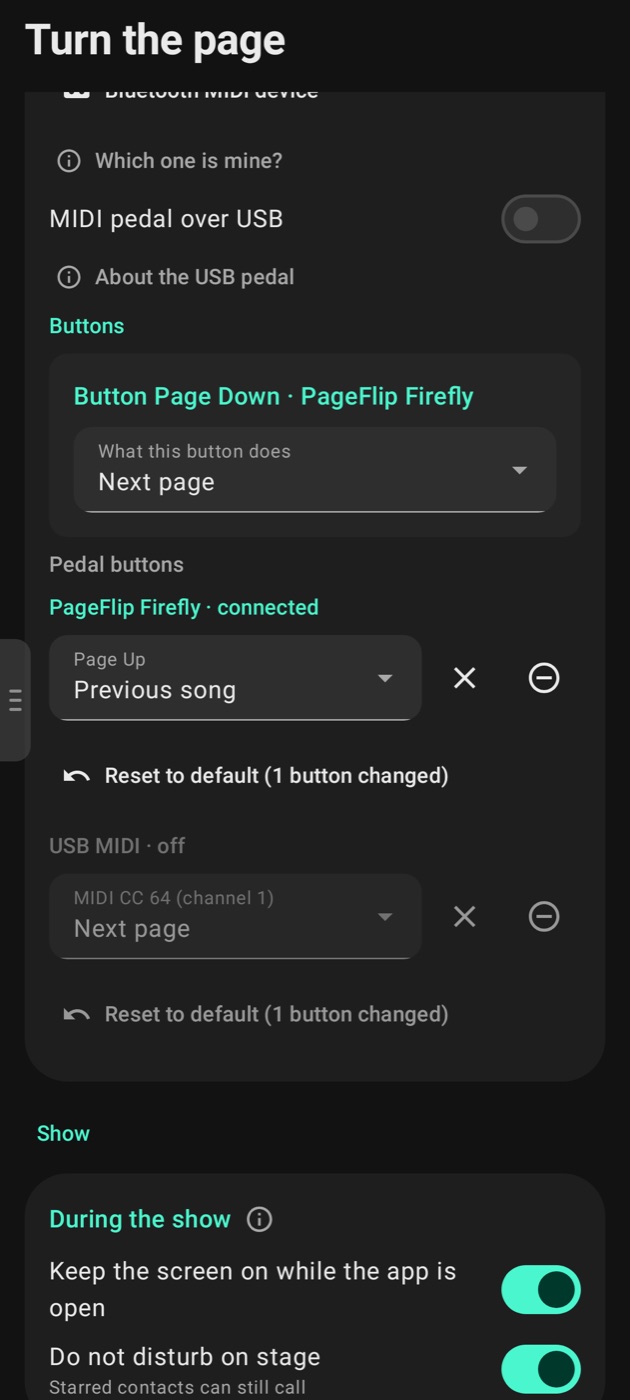 Turn the page
Bluetooth MIDI device
Which one is mine?
MIDI pedal over USB
About the USB pedal
Buttons
Button Page Down · PageFlip Firefly
What this button does
Next page
Pedal buttons
PageFlip Firefly · connected
Page Up
Previous song
Reset to default (1 button changed)
USB MIDI · off
MIDI CC 64 (channel 1)
Next page
Reset to default (1 button changed)
Show
During the show
Keep the screen on while the app is
open
Do not disturb on stage
Starred contacts can still call